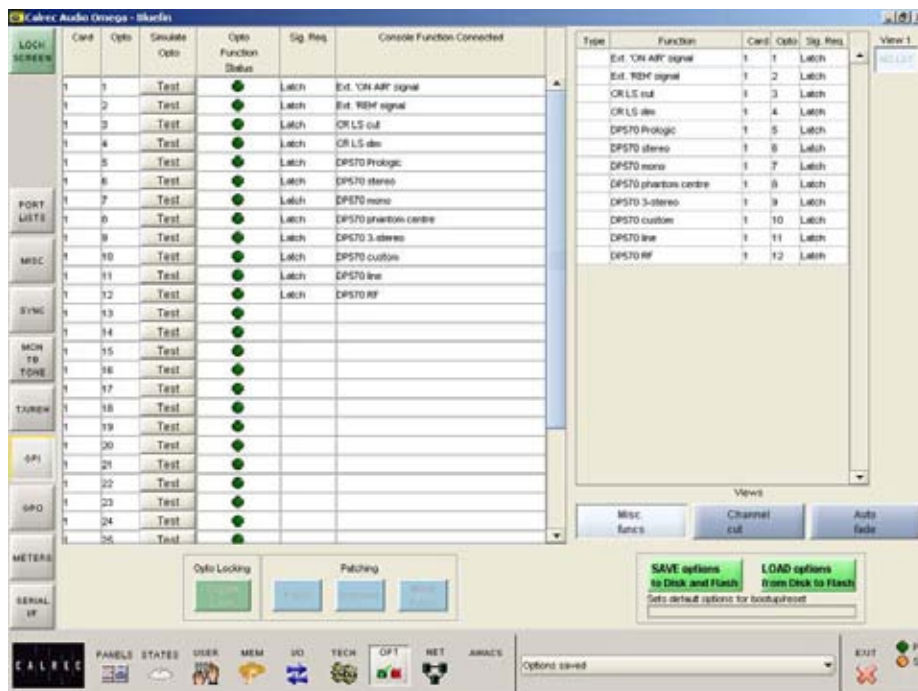 Calrec Audio Omega - Bluefin
LOCK SCREEN
Card Opto Simulate Opto Opto Function Status Sig. Req. Console Function Connected
1 1 Test Latch Ext. 'ON AIR' signal
1 2 Test Latch Ext. 'REH' signal
1 3 Test Latch CR LS cut
1 4 Test Latch CR LS dim
1 5 Test Latch DP570 Prologic
1 6 Test Latch DP570 stereo
1 7 Test Latch DP570 mono
1 8 Test Latch DP570 phantom centre
1 9 Test Latch DP570 3-stereo
1 10 Test Latch DP570 custom
1 11 Test Latch DP570 line
1 12 Test Latch DP570 RF
1 13 Test
1 14 Test
1 15 Test
1 16 Test
1 17 Test
1 18 Test
1 19 Test
1 20 Test
1 21 Test
1 22 Test
1 23 Test
1 24 Test
1 25 Test
Type Function Card Opto Sig. Req.
Ext. 'ON AIR' signal 1 1 Latch
Ext. 'REH' signal 1 2 Latch
CR LS cut 1 3 Latch
CR LS dim 1 4 Latch
DP570 Prologic 1 5 Latch
DP570 stereo 1 6 Latch
DP570 mono 1 7 Latch
DP570 phantom centre 1 8 Latch
DP570 3-stereo 1 9 Latch
DP570 custom 1 10 Latch
DP570 line 1 11 Latch
DP570 RF 1 12 Latch
View 1
PORT LISTS
MISC
SYNC
MON TB TONE
TX/REH
GPI
GPO
METERS
SERIAL I/F
Views
Misc funcs
Channel cut
Auto fade
Opto Locking
Patching
SAVE options to Disk and Flash
LOAD options from Disk to Flash
Sets default options for bootup/reset
CALREC
PANELS STATES USER MEM I/O TECH OPT NET AWACS
Options saved
EXIT